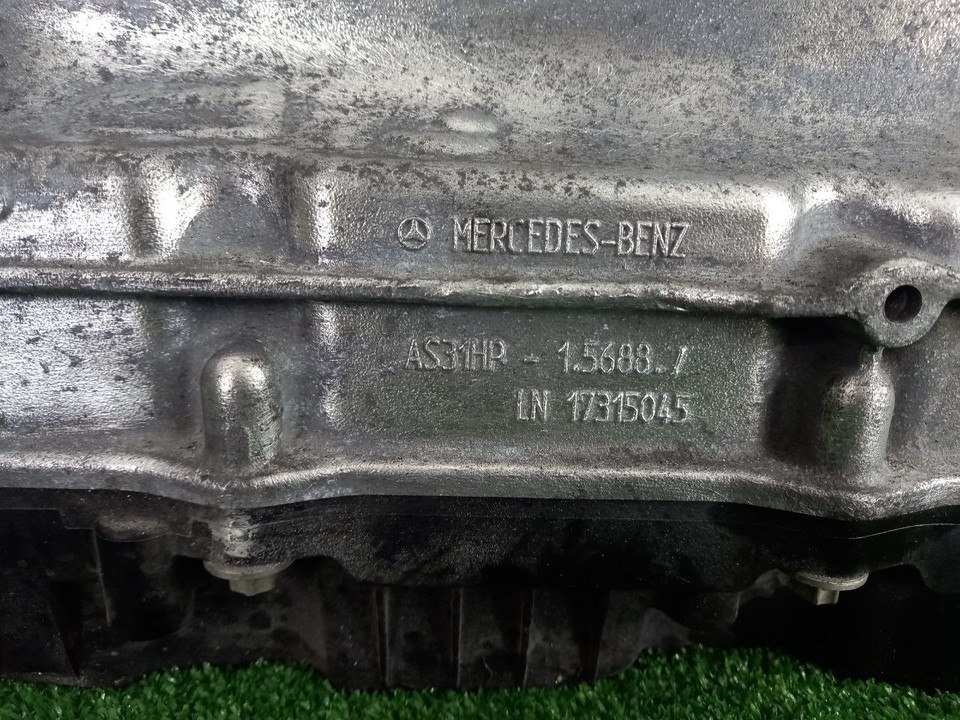 MERCEDES-BENZ
AS31HP - 1.5688./
LN 17315045